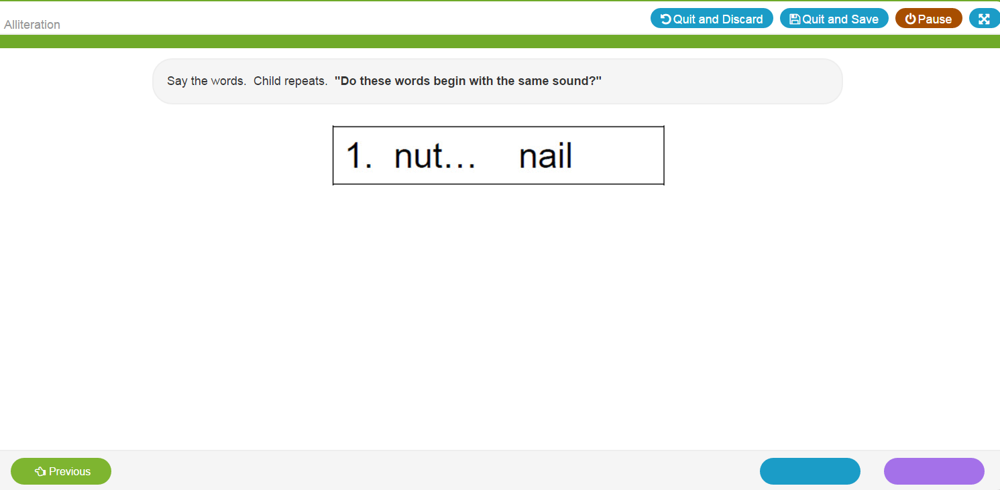 Alliteration
Quit and Discard
Quit and Save
Pause
Say the words. Child repeats. "Do these words begin with the same sound?"
1. nut... nail
Previous